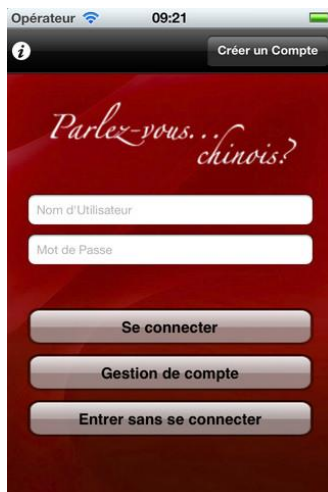 Opérateur 09:21
Créer un Compte
Parlez-vous...
chinois?
Nom d'Utilisateur
Mot de Passe
Se connecter
Gestion de compte
Entrer sans se connecter